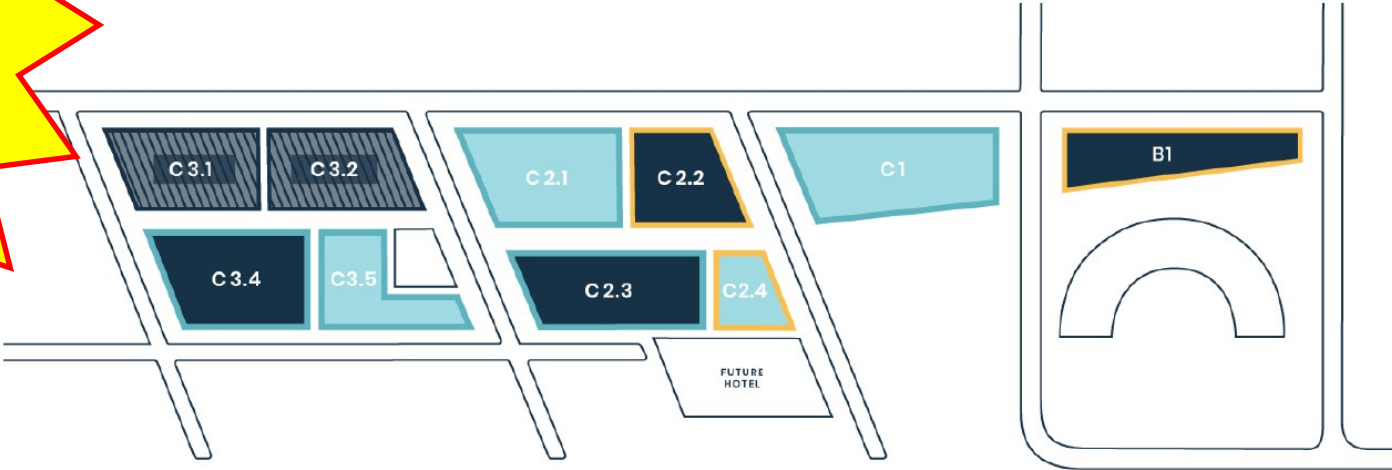 C 3.1
C 3.2
C 2.1
C 2.2
C1
B1
C 3.4
C3.5
C 2.3
C2.4
FUTURE
HOTEL